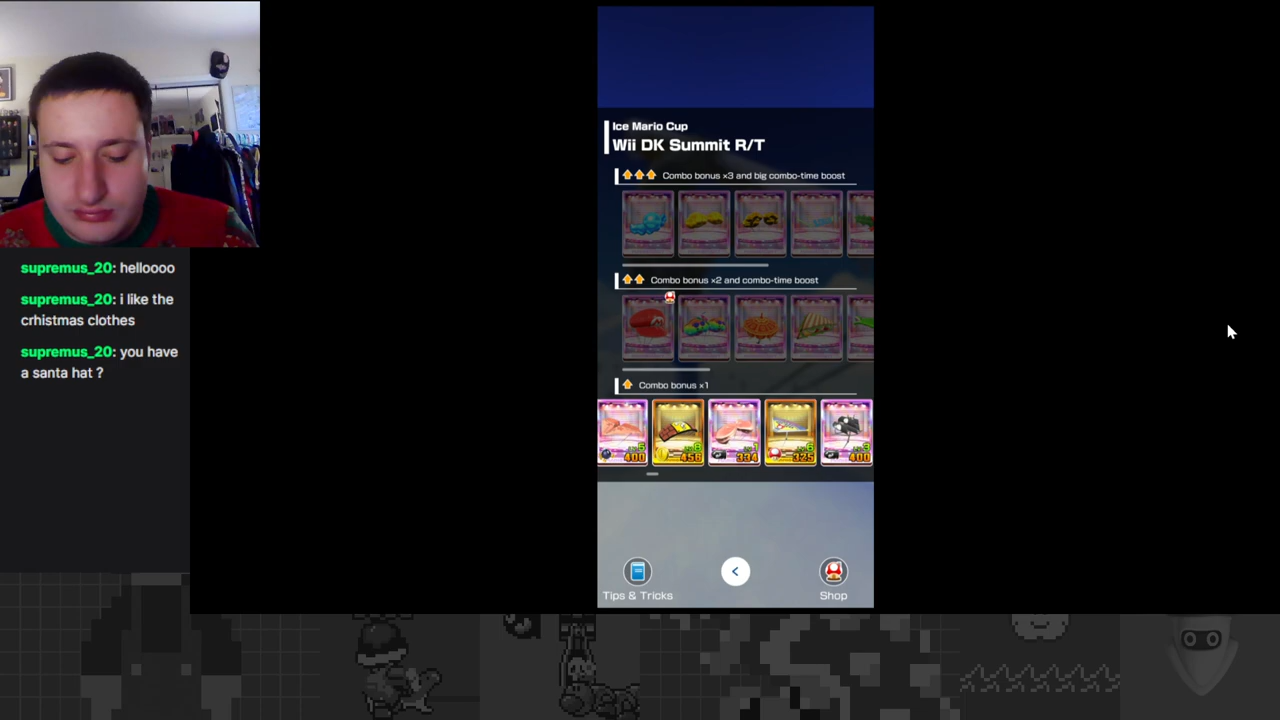 supremus_20: helloooo
supremus_20: i like the
crhistmas clothes
supremus_20: you have
a santa hat ?
Ice Mario Cup
Wii DK Summit R/T
Combo bonus ×3 and big combo-time boost
Combo bonus ×2 and combo-time boost
Combo bonus ×1
400
458
334
325
400
Tips & Tricks
<
Shop